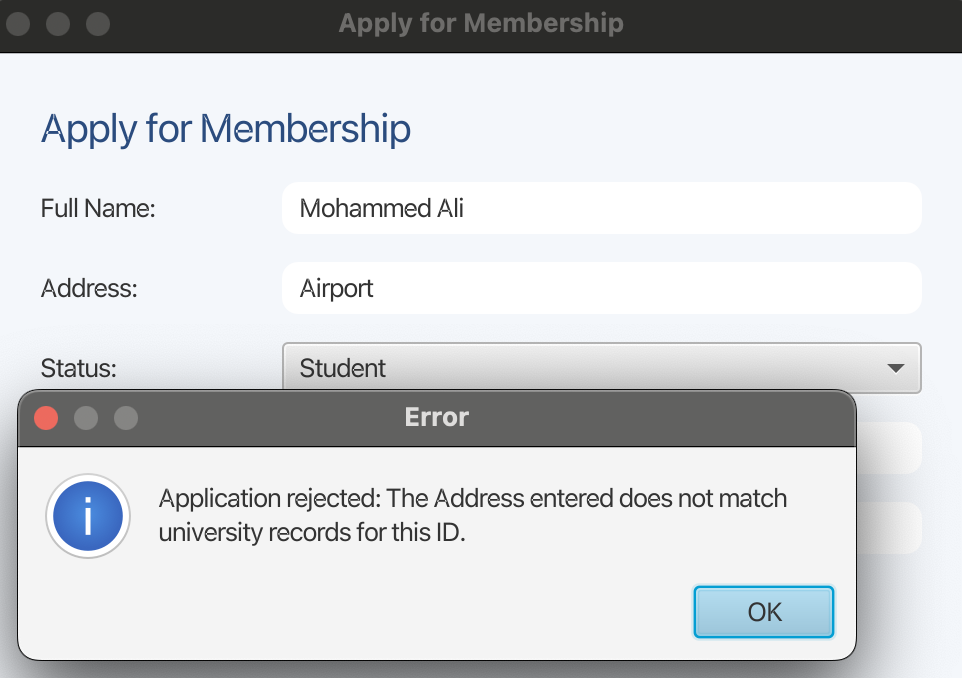 Apply for Membership
Apply for Membership
Full Name: Mohammed Ali
Address: Airport
Status: Student
Error
i
Application rejected: The Address entered does not match
university records for this ID.
OK